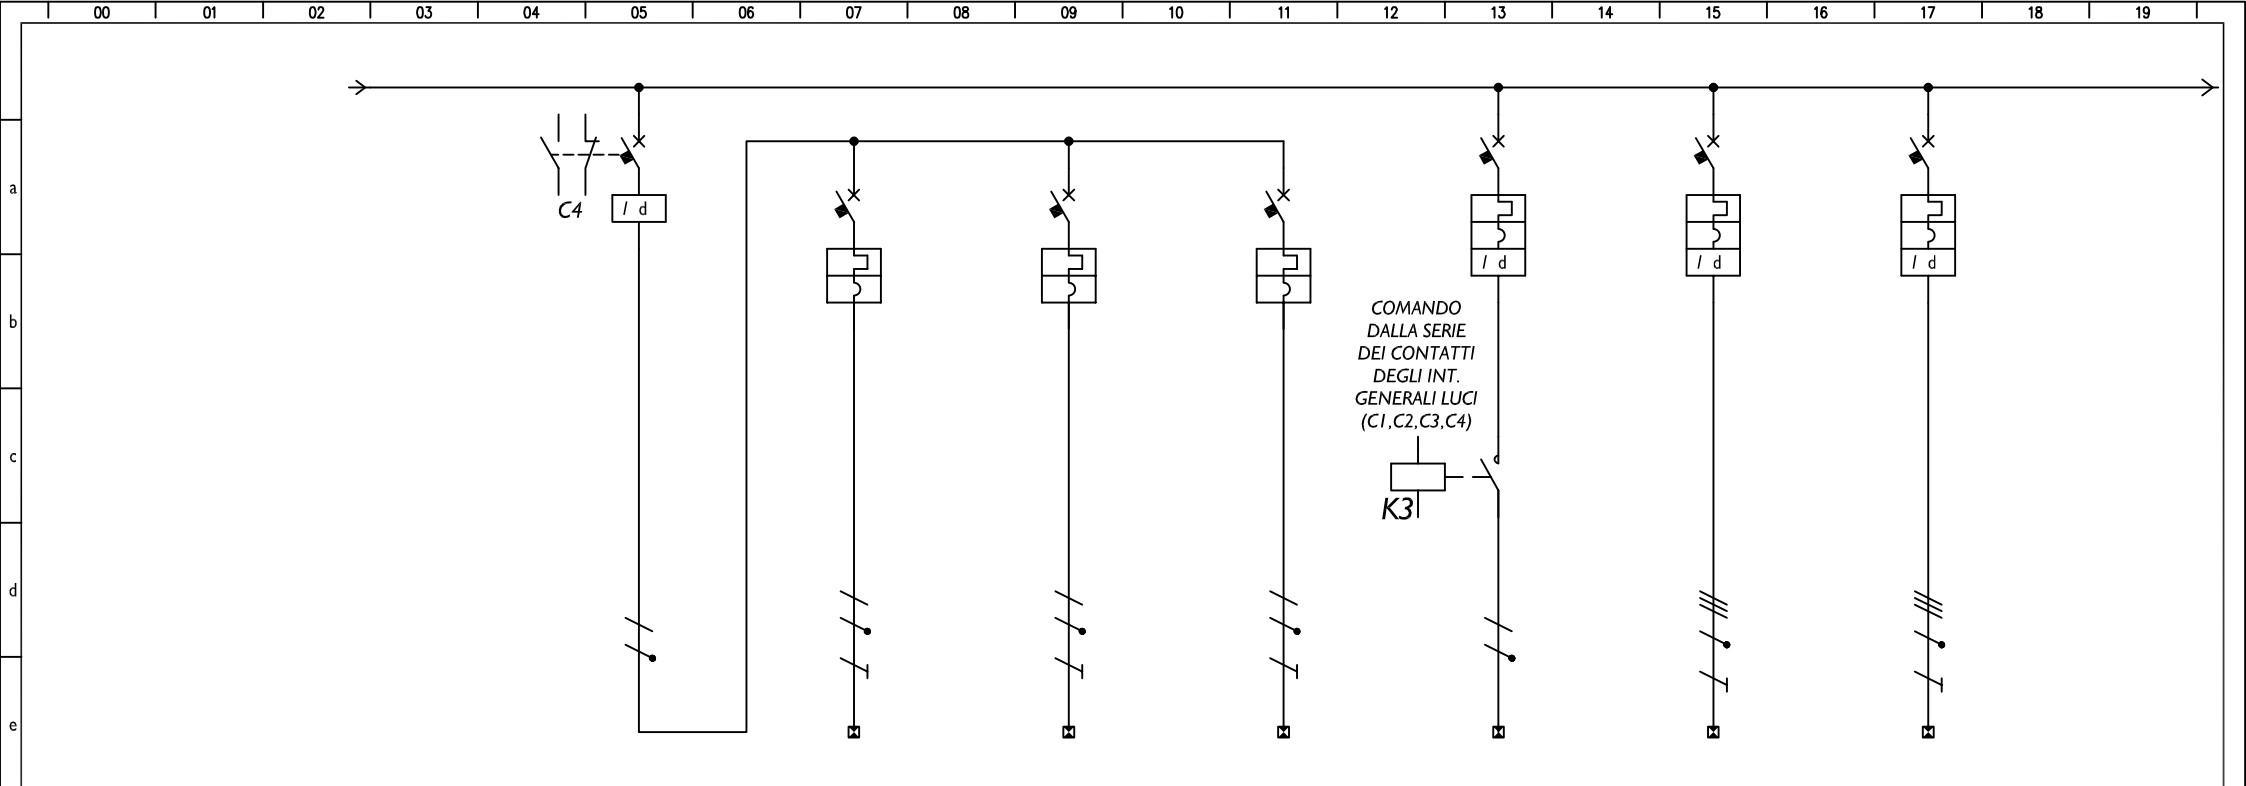 00 01 02 03 04 05 06 07 08 09 10 11 12 13 14 15 16 17 18 19
a
C4
I d
I d
I d
I d
b
COMANDO
DALLA SERIE
DEI CONTATTI
DEGLI INT.
GENERALI LUCI
(C1,C2,C3,C4)
c
K3
d
e